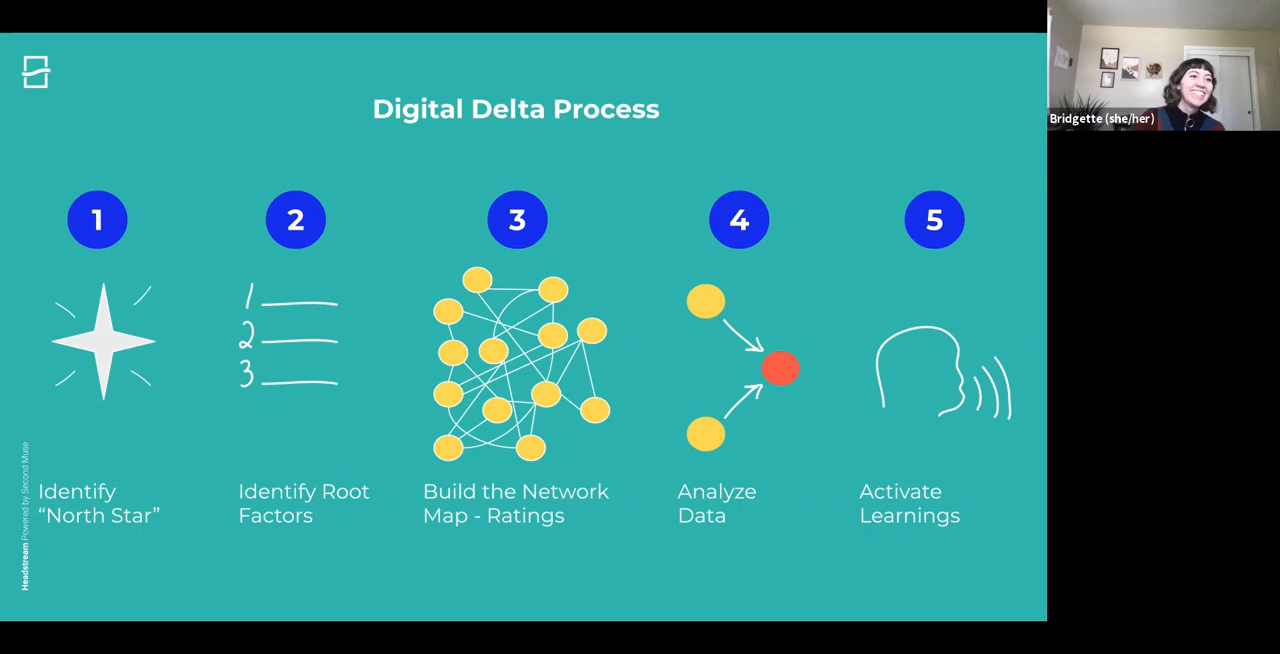 Digital Delta Process
1
2
3
4
5
1
2
3
Identify
“North Star”
Identify Root
Factors
Build the Network
Map - Ratings
Analyze
Data
Activate
Learnings
Headstream Powered by Second Muse
Bridgette (she/her)